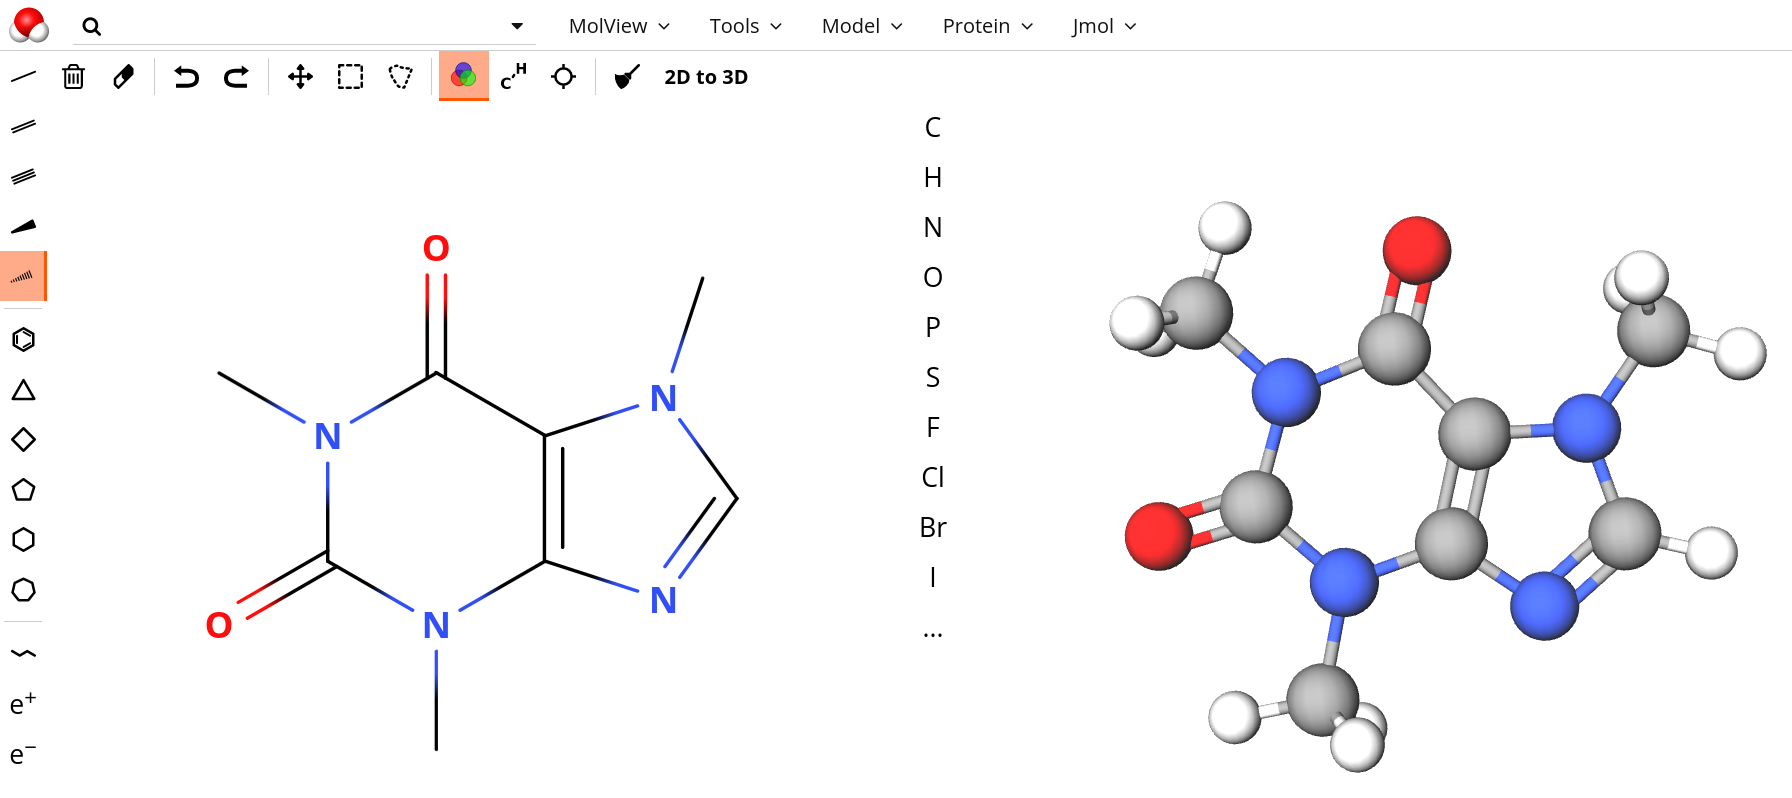 MolView Tools Model Protein Jmol
C H 2D to 3D
C
H
N
O
P
S
F
Cl
Br
I
...
e+
e−
O
N
N
O
N
N